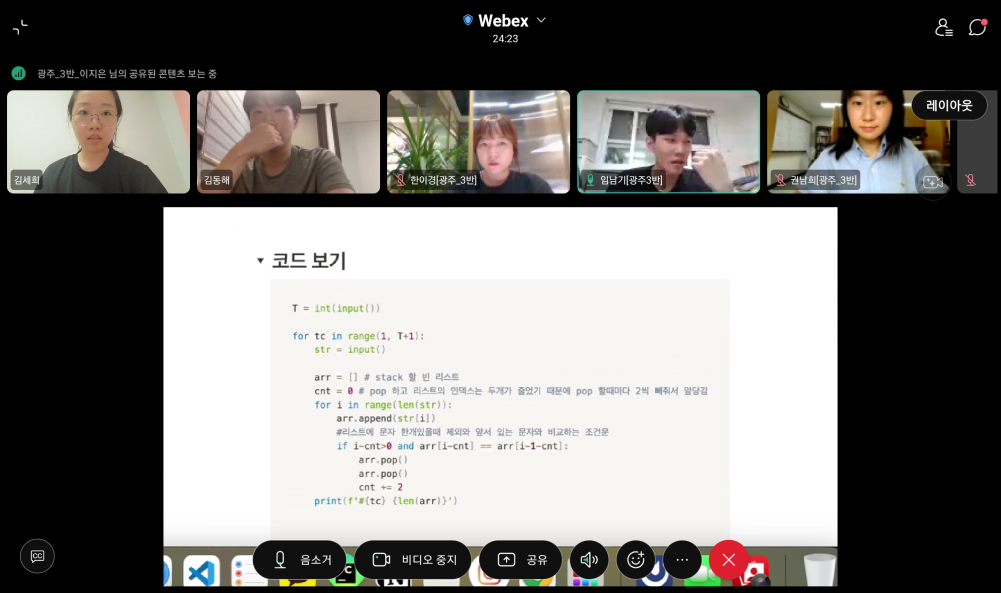 Webex
24:23
광주_3반_이지은 님의 공유된 콘텐츠 보는 중
레이아웃
김세희
김동해
한이경[광주_3반]
임남기[광주3반]
권남희[광주_3반]
코드 보기
T = int(input())
for tc in range(1, T+1):
str = input()
arr = [] # stack 할 빈 리스트
cnt = 0 # pop 하고 리스트의 인덱스는 두개가 줄었기 때문에 pop 할때마다 2씩 빼줘서 앞당김
for i in range(len(str)):
arr.append(str[i])
#리스트에 문자 한개있을때 제외와 앞서 있는 문자와 비교하는 조건문
if i-cnt>0 and arr[i-cnt] == arr[i-1-cnt]:
arr.pop()
arr.pop()
cnt += 2
print(f'#{tc} {len(arr)}')
CC
음소거
비디오 중지
공유